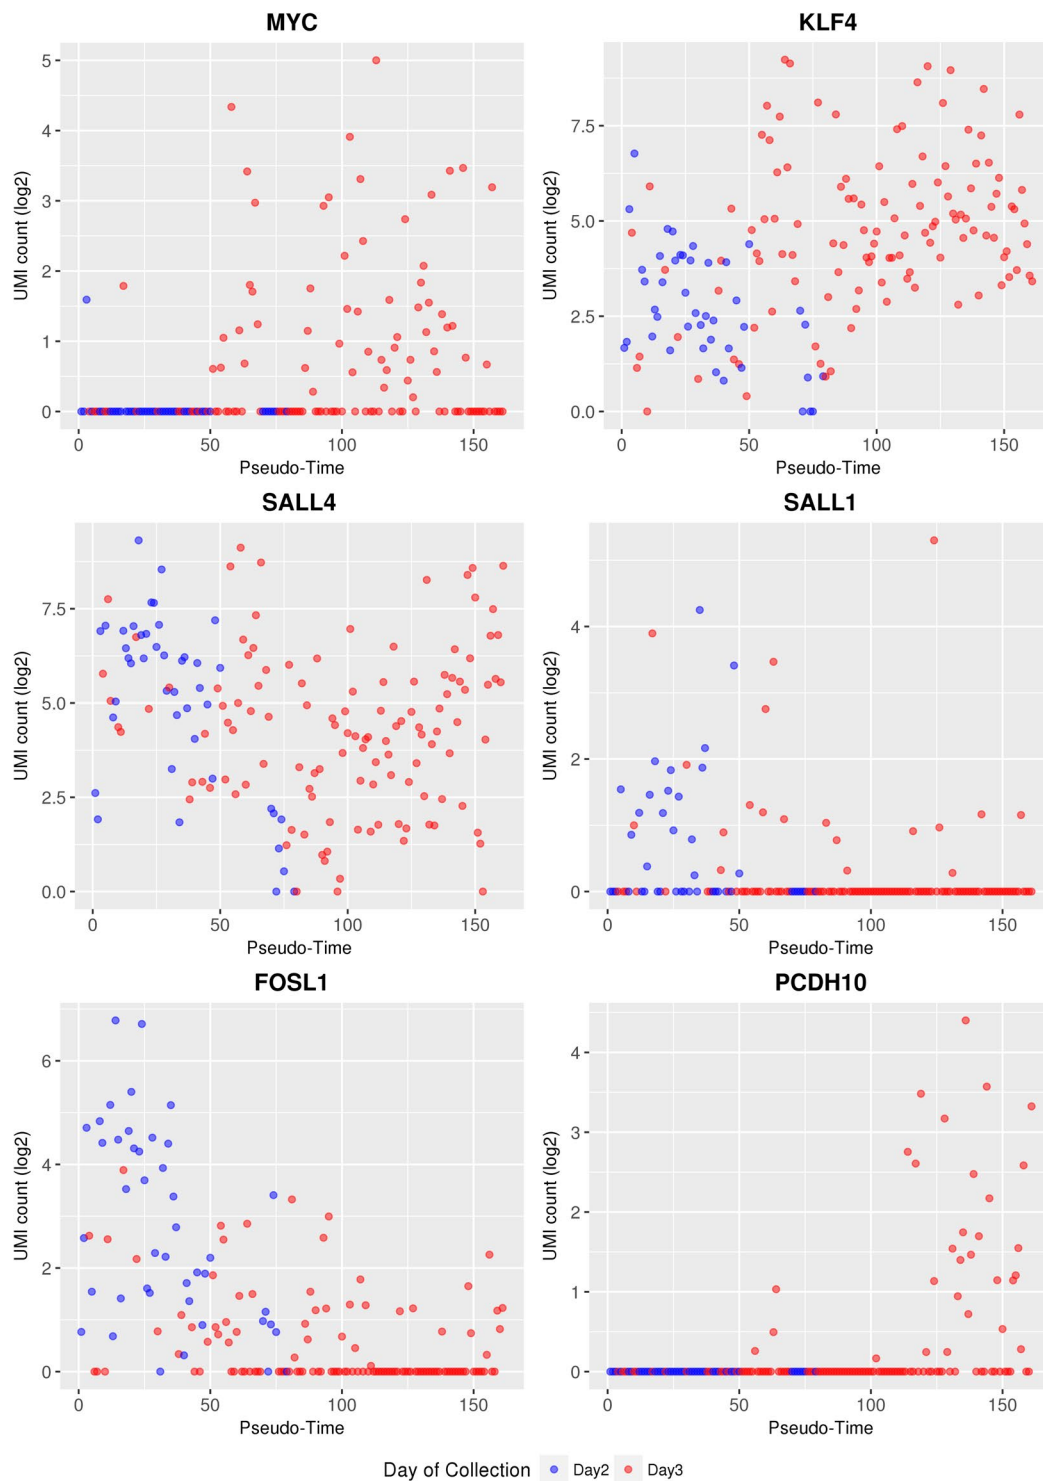 MYC
UMI count (log2)
5
4
3
2
1
0
0 50 100 150
Pseudo-Time
KLF4
UMI count (log2)
7.5
5.0
2.5
0.0
0 50 100 150
Pseudo-Time
SALL4
UMI count (log2)
7.5
5.0
2.5
0.0
0 50 100 150
Pseudo-Time
SALL1
UMI count (log2)
4
2
0
0 50 100 150
Pseudo-Time
FOSL1
UMI count (log2)
6
4
2
0
0 50 100 150
Pseudo-Time
PCDH10
UMI count (log2)
4
3
2
1
0
0 50 100 150
Pseudo-Time
Day of Collection Day2 Day3